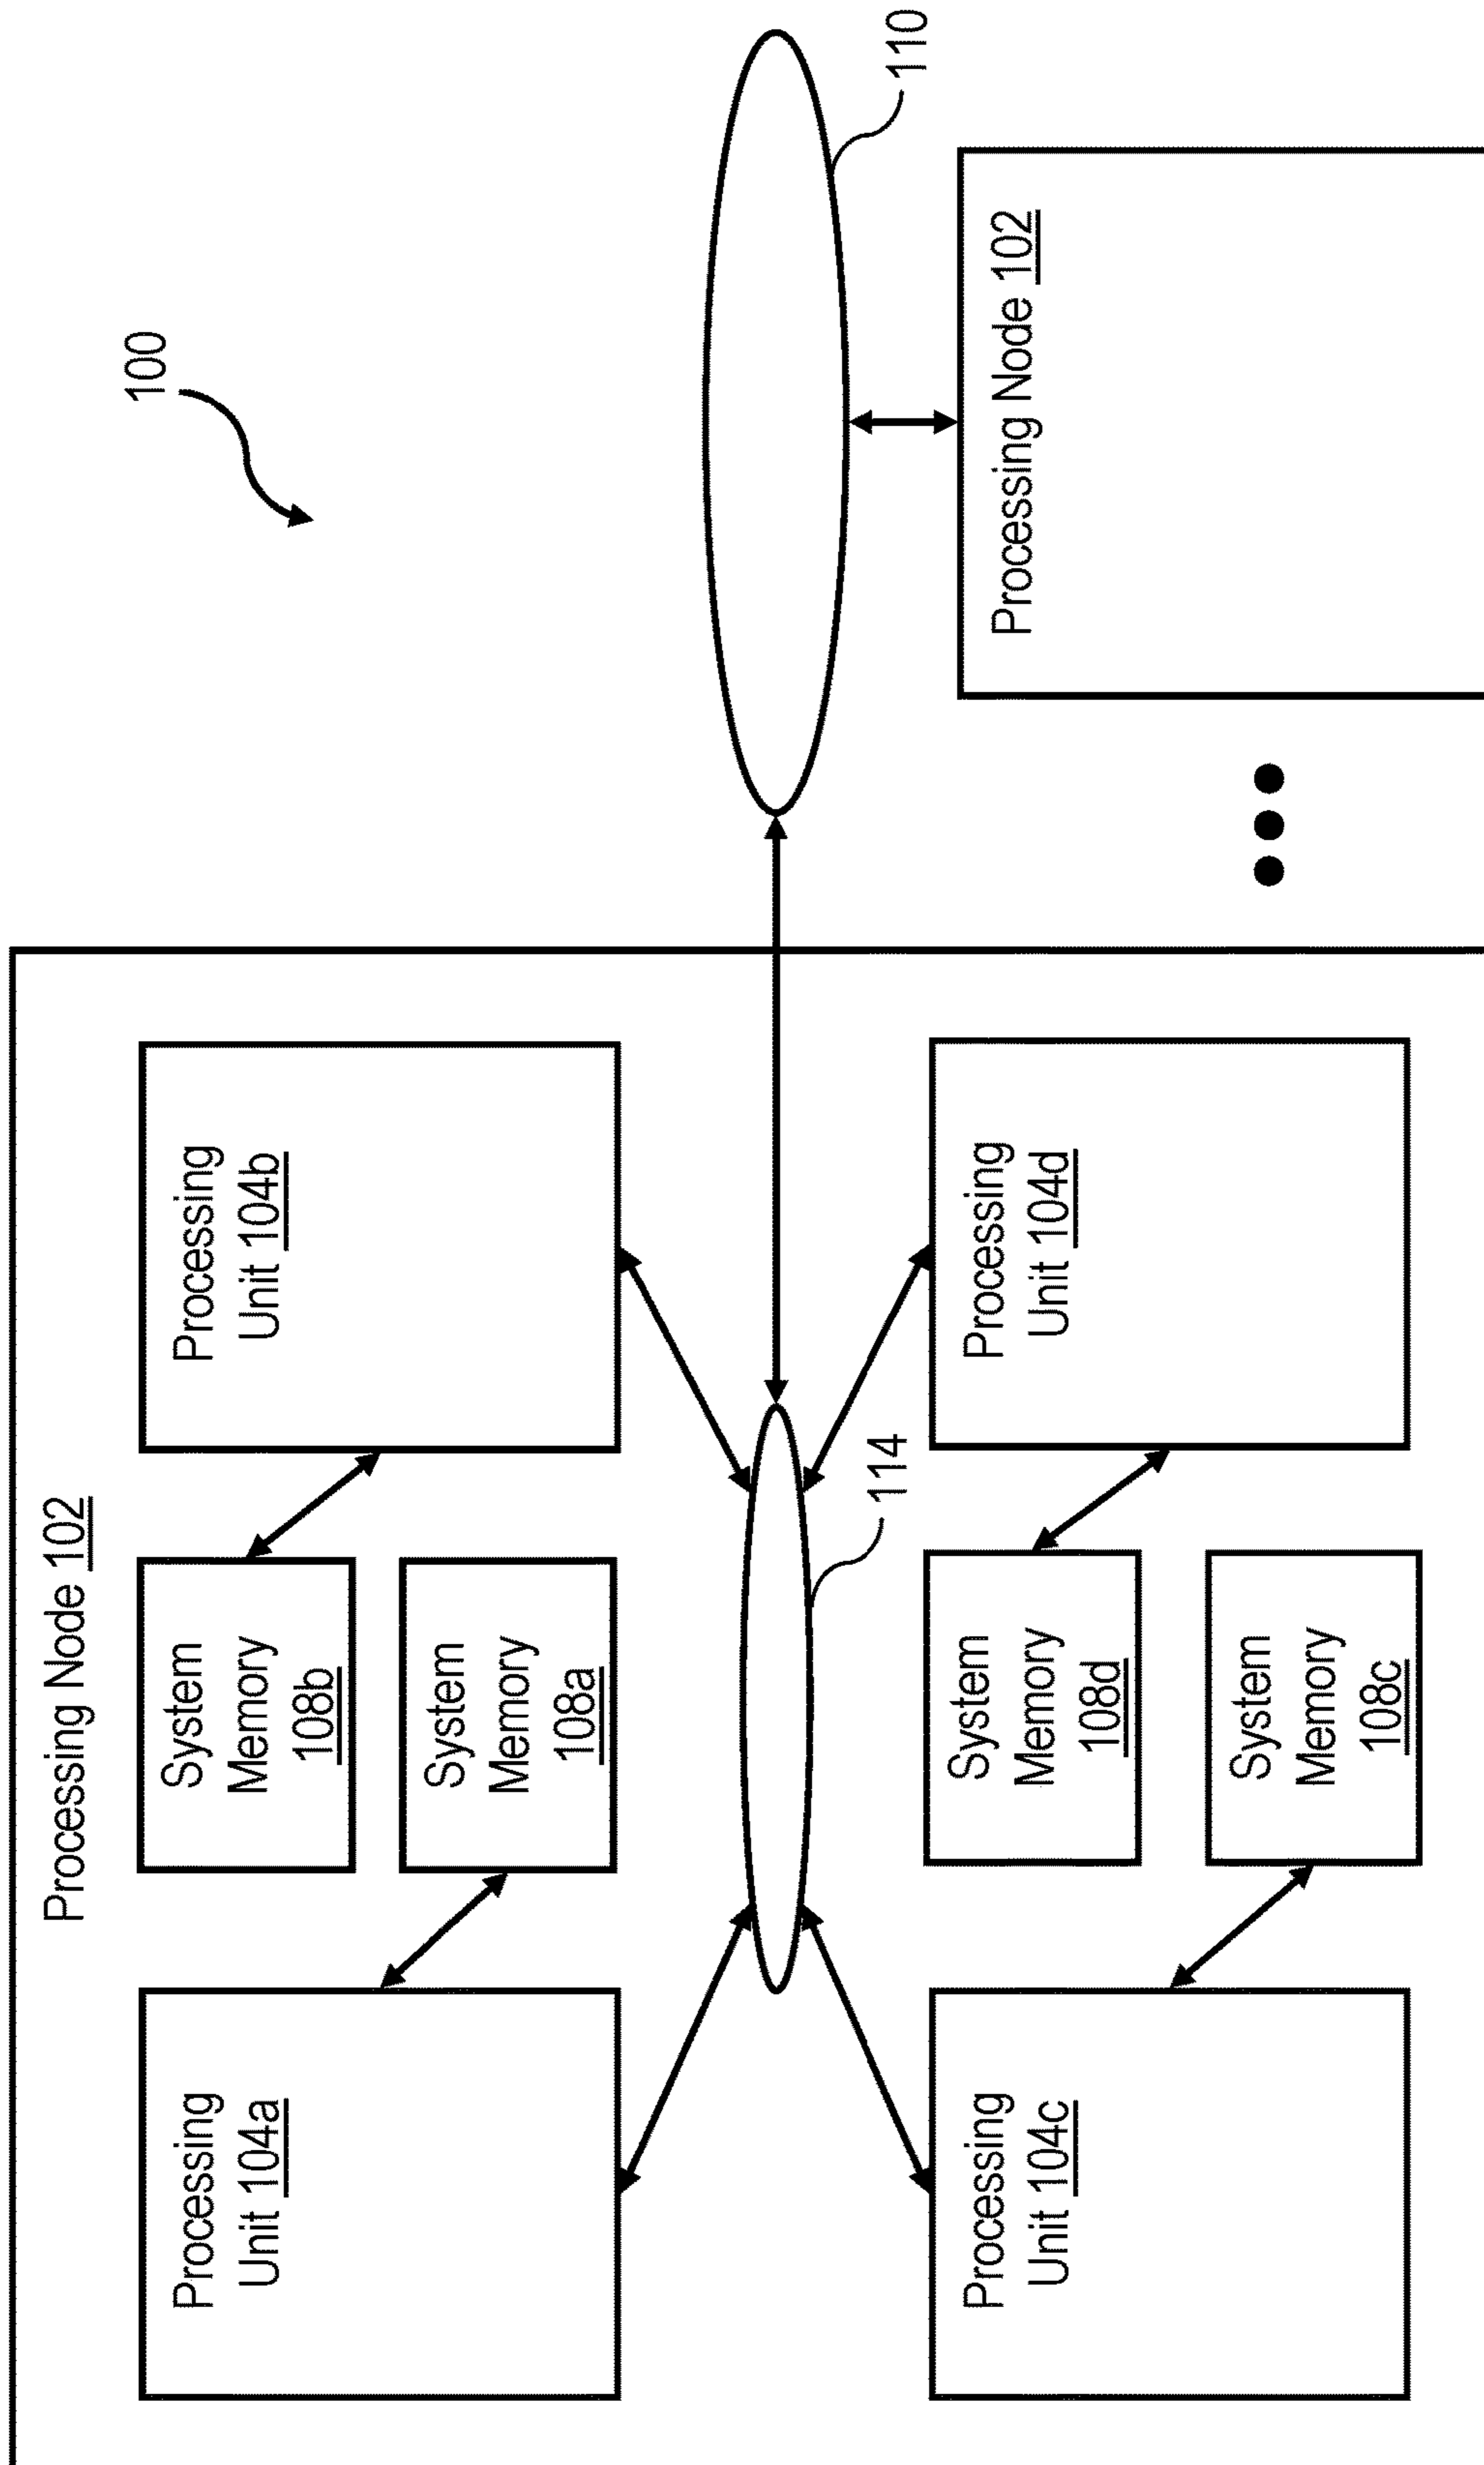 100
Processing Node 102
Processing
Unit 104a
System
Memory
108b
System
Memory
108a
Processing
Unit 104b
114
110
Processing
Unit 104c
System
Memory
108d
System
Memory
108c
Processing
Unit 104d
Processing Node 102